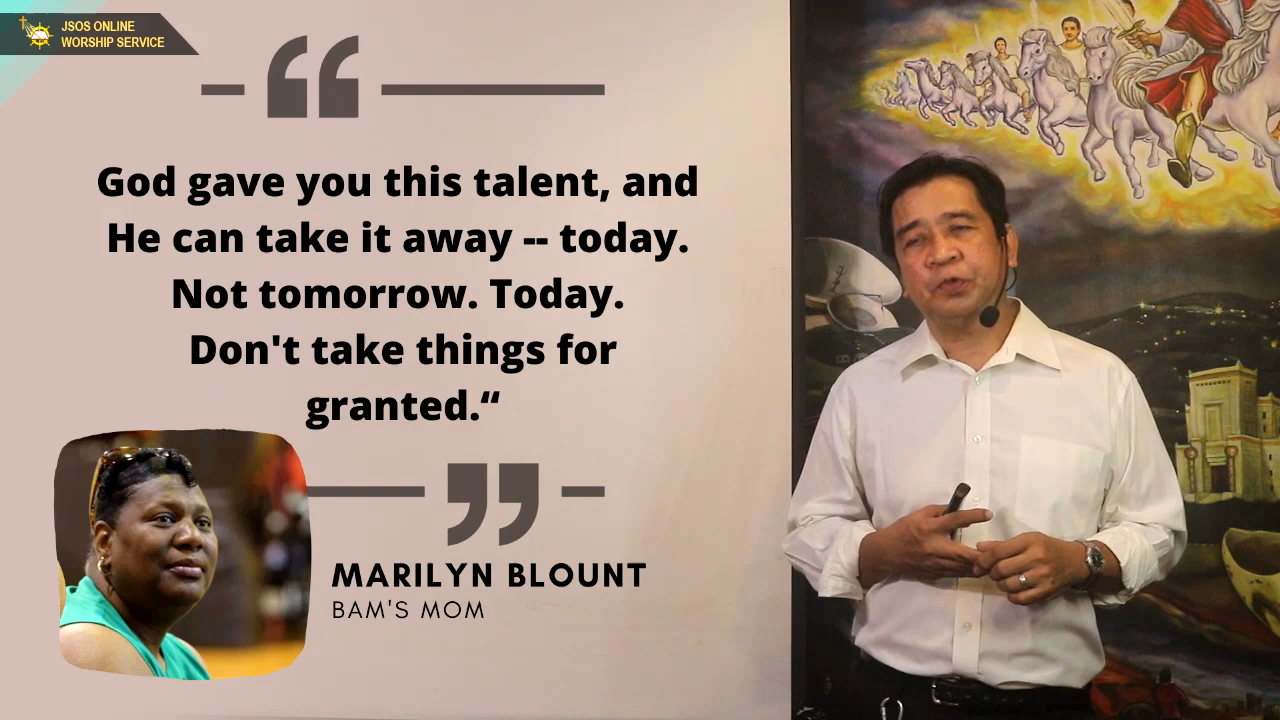 JSOS ONLINE
WORSHIP SERVICE
“
God gave you this talent, and
He can take it away -- today.
Not tomorrow. Today.
Don't take things for
granted.“
”
MARILYN BLOUNT
BAM'S MOM